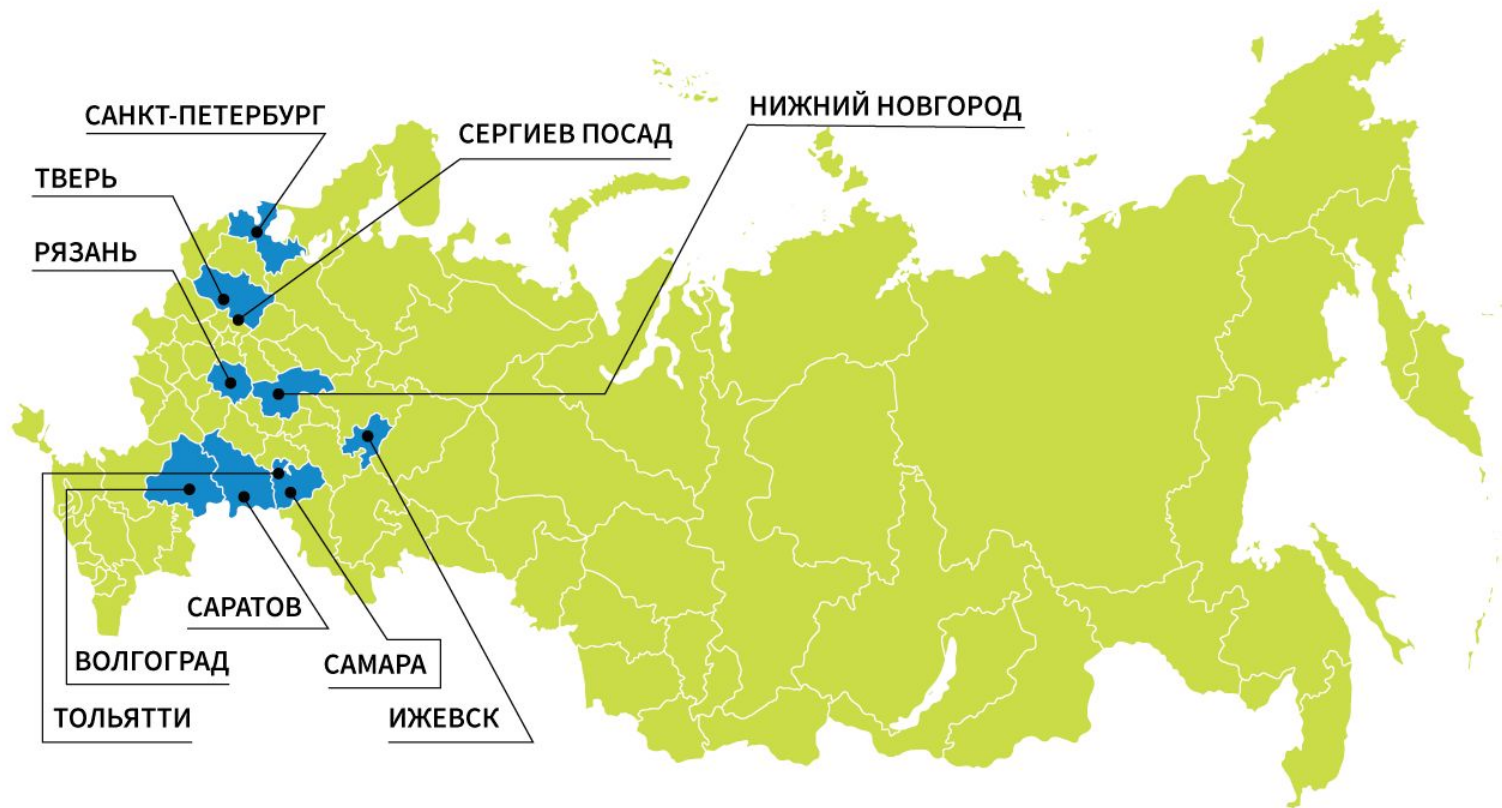 САНКТ-ПЕТЕРБУРГ
НИЖНИЙ НОВГОРОД
СЕРГИЕВ ПОСАД
ТВЕРЬ
РЯЗАНЬ
САРАТОВ
ВОЛГОГРАД
САМАРА
ТОЛЬЯТТИ
ИЖЕВСК